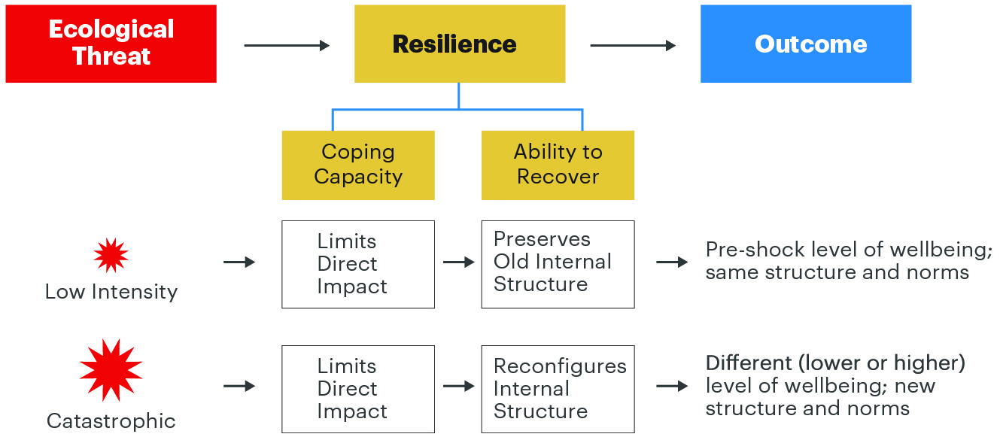 Ecological
Threat
Resilience
Outcome
Coping
Capacity
Ability to
Recover
Low Intensity
Limits
Direct
Impact
Preserves
Old Internal
Structure
Pre-shock level of wellbeing;
same structure and norms
Catastrophic
Limits
Direct
Impact
Reconfigures
Internal
Structure
Different (lower or higher)
level of wellbeing; new
structure and norms